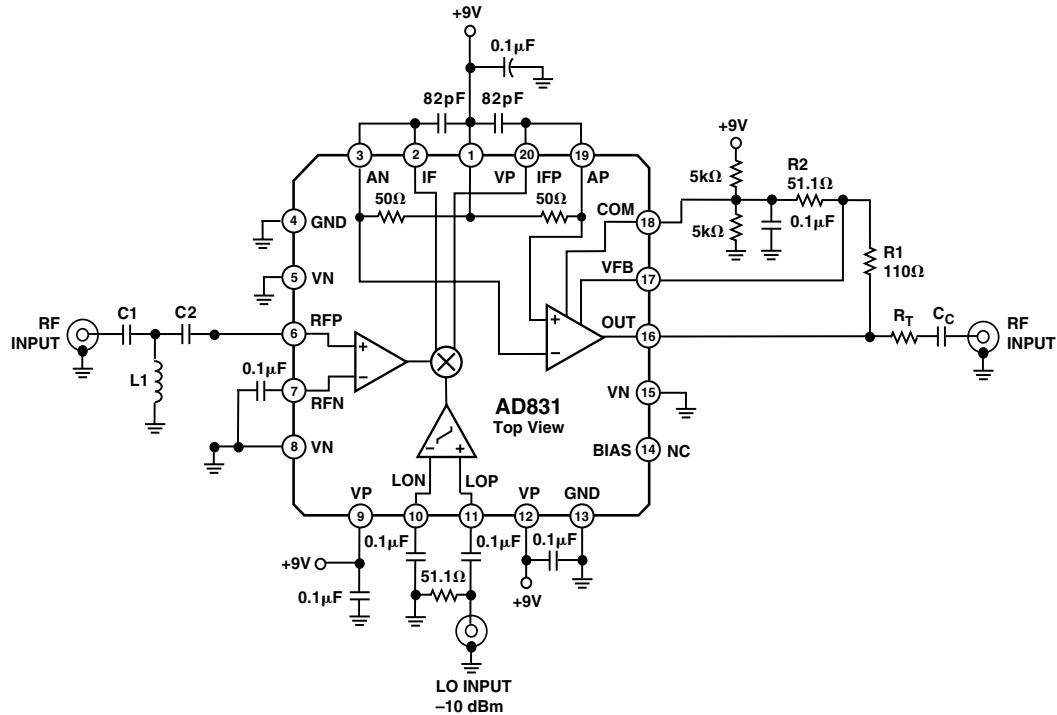 +9V
0.1µF
82pF 82pF
3 2 1 20 19
AN IF VP IFP AP
50Ω 50Ω
+9V
5kΩ
R2
51.1Ω
COM 18
5kΩ
0.1µF
4 GND
R1
110Ω
5 VN
VFB 17
RF
INPUT
C1 C2
6 RFP
+
−
+
−
OUT 16
RT CC
RF
INPUT
L1
0.1µF
7 RFN
AD831
Top View
VN 15
8 VN
− +
BIAS 14 NC
LON LOP
VP VP GND
9 10 11 12 13
0.1µF 0.1µF 0.1µF
+9V
51.1Ω
0.1µF
+9V
LO INPUT
–10 dBm